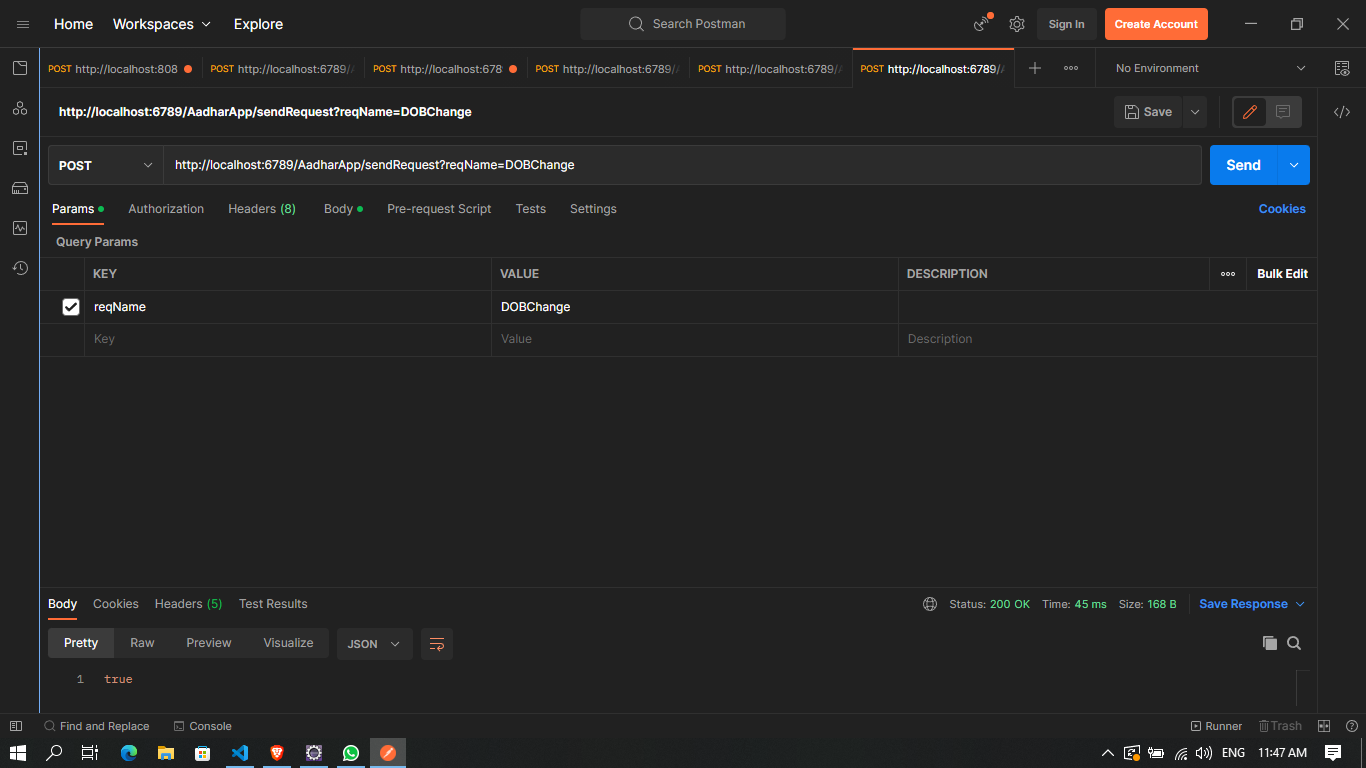 Home Workspaces Explore Search Postman Sign In Create Account
POST http://localhost:808 POST http://localhost:6789/ POST http://localhost:678 POST http://localhost:6789/ POST http://localhost:6789/ POST http://localhost:6789/ No Environment
http://localhost:6789/AadharApp/sendRequest?reqName=DOBChange Save
POST http://localhost:6789/AadharApp/sendRequest?reqName=DOBChange Send
Params Authorization Headers (8) Body Pre-request Script Tests Settings Cookies
Query Params
KEY VALUE DESCRIPTION Bulk Edit
reqName DOBChange
Key Value Description
Body Cookies Headers (5) Test Results Status: 200 OK Time: 45 ms Size: 168 B Save Response
Pretty Raw Preview Visualize JSON
1 true
Find and Replace Console Runner Trash
ENG 11:47 AM